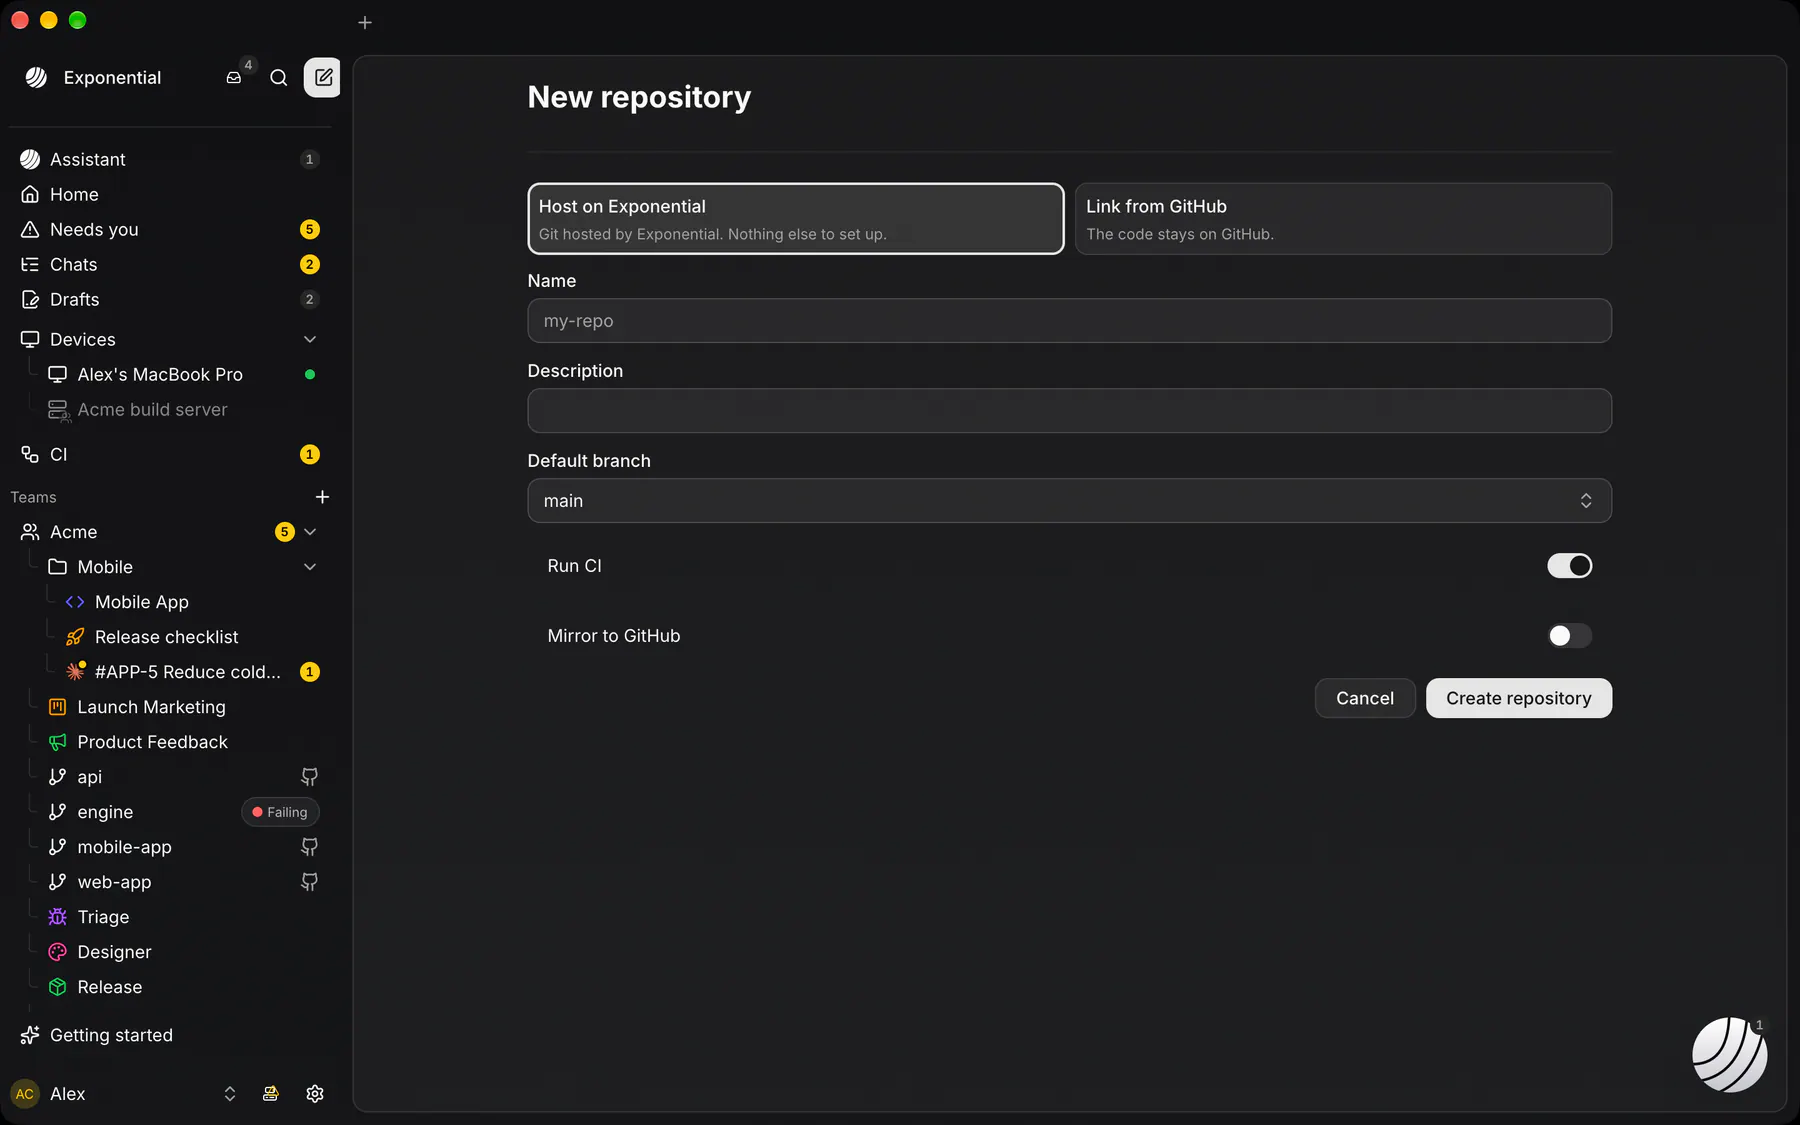 Exponential
4
Assistant
1
Home
Needs you
5
Chats
2
Drafts
2
Devices
Alex's MacBook Pro
Acme build server
CI
1
Teams
Acme
5
Mobile
Mobile App
Release checklist
#APP-5 Reduce cold...
1
Launch Marketing
Product Feedback
api
engine
Failing
mobile-app
web-app
Triage
Designer
Release
Getting started
AC
Alex
New repository
Host on Exponential
Git hosted by Exponential. Nothing else to set up.
Link from GitHub
The code stays on GitHub.
Name
my-repo
Description
Default branch
main
Run CI
Mirror to GitHub
Cancel
Create repository
1